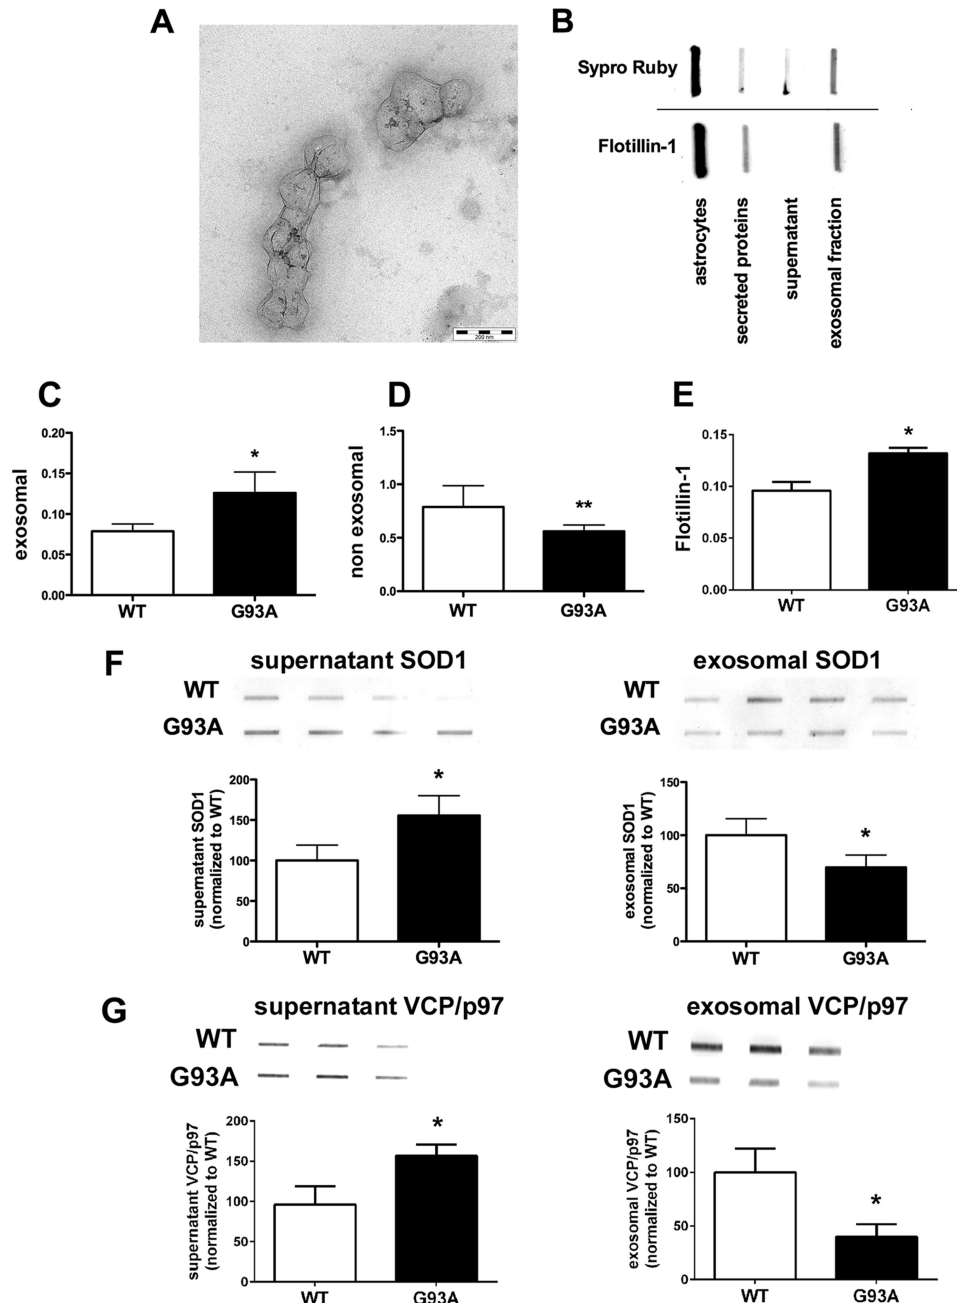 A
B
Sypro Ruby
Flotillin-1
200 nm
astrocytes
secreted proteins
supernatant
exosomal fraction
C
exosomal
0.20
0.15
0.10
0.05
0.00
WT
G93A
*
D
non exosomal
1.5
1.0
0.5
0.0
WT
G93A
**
E
Flotillin-1
0.15
0.10
0.05
0.00
WT
G93A
*
F
supernatant SOD1
WT
G93A
supernatant SOD1
(normalized to WT)
200
150
100
50
0
WT
G93A
*
exosomal SOD1
WT
G93A
exosomal SOD1
(normalized to WT)
150
100
50
0
WT
G93A
*
G
supernatant VCP/p97
WT
G93A
supernatant VCP/p97
(normalized to WT)
200
150
100
50
0
WT
G93A
*
exosomal VCP/p97
WT
G93A
exosomal VCP/p97
(normalized to WT)
150
100
50
0
WT
G93A
*